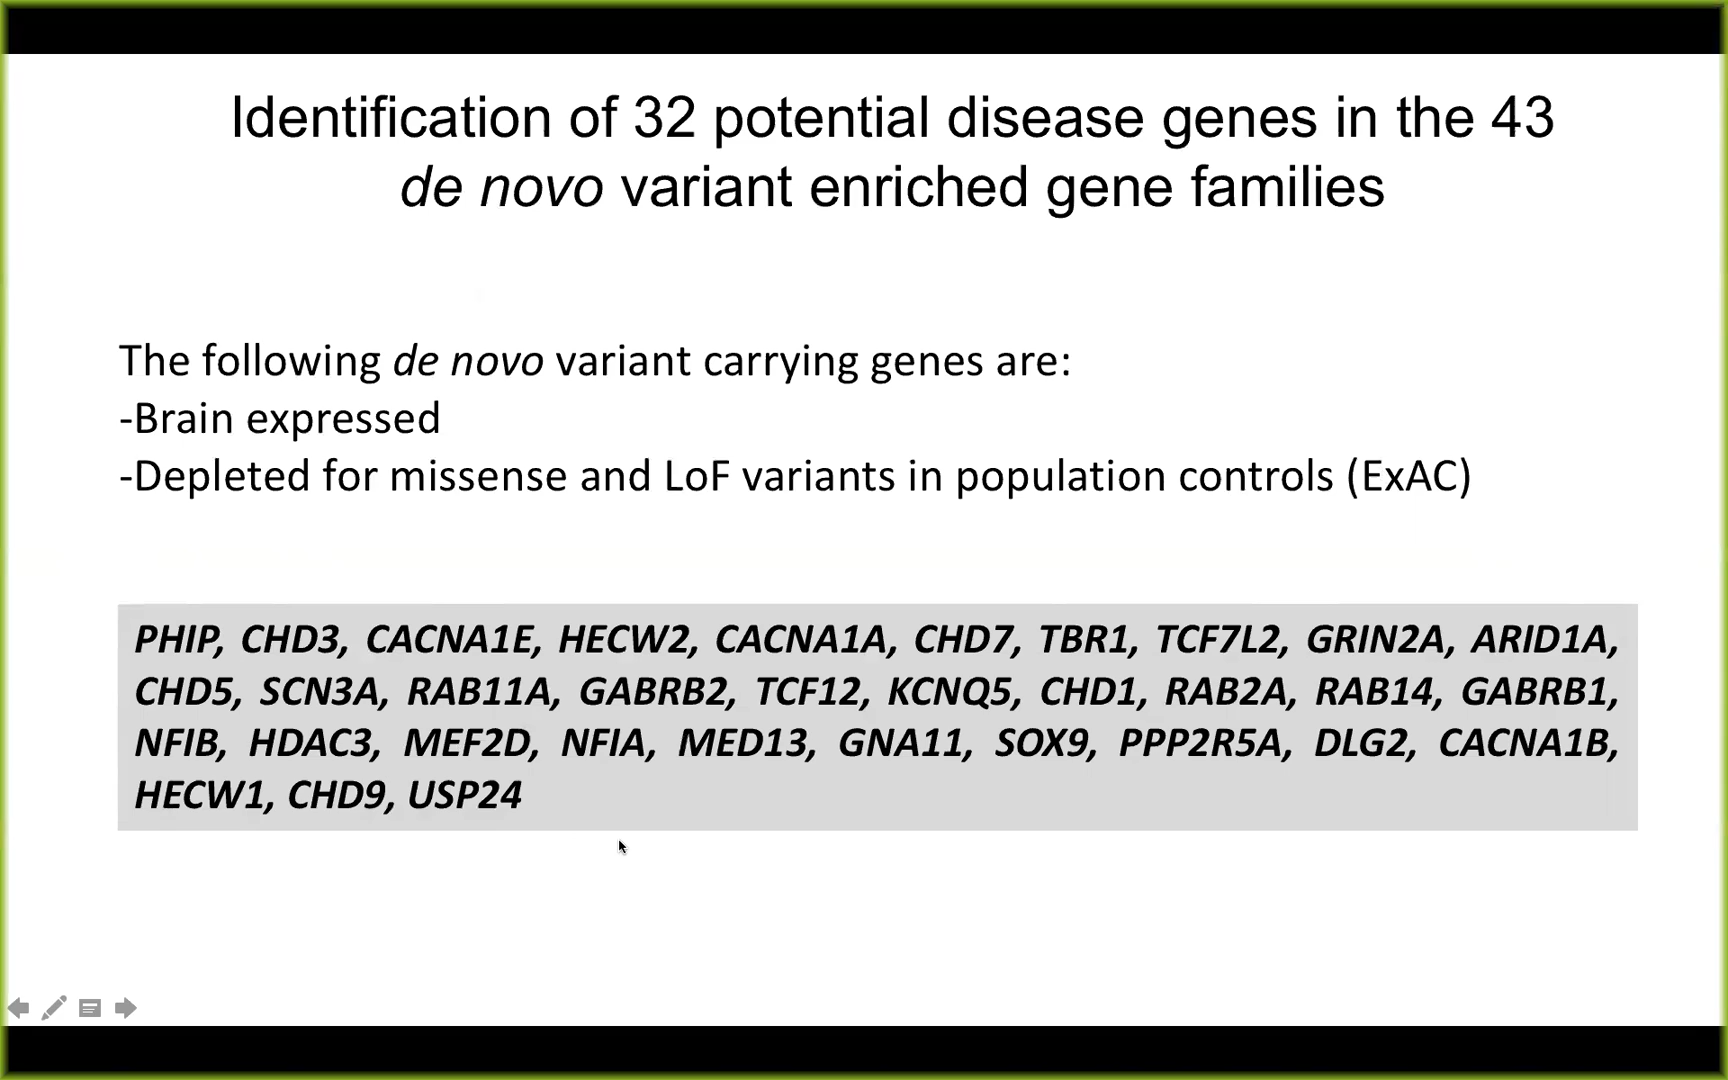 Identification of 32 potential disease genes in the 43
de novo variant enriched gene families
The following de novo variant carrying genes are:
-Brain expressed
-Depleted for missense and LoF variants in population controls (ExAC)
PHIP, CHD3, CACNA1E, HECW2, CACNA1A, CHD7, TBR1, TCF7L2, GRIN2A, ARID1A,
CHD5, SCN3A, RAB11A, GABRB2, TCF12, KCNQ5, CHD1, RAB2A, RAB14, GABRB1,
NFIB, HDAC3, MEF2D, NFIA, MED13, GNA11, SOX9, PPP2R5A, DLG2, CACNA1B,
HECW1, CHD9, USP24